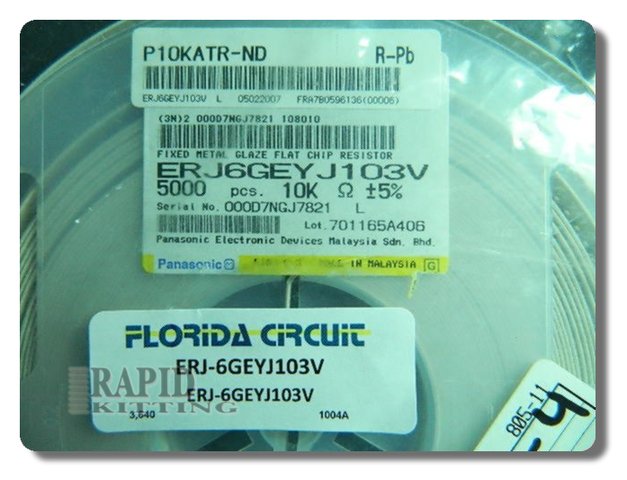 P10KATR-ND R-Pb
ERJ6GEYJ103V L 05022007 FRA7B0596136(00006)
(3N)2 000D7NGJ7821 108010
FIXED METAL GLAZE FLAT CHIP RESISTOR
ERJ6GEYJ103V
5000 pcs. 10K Ω ±5%
Serial No. 000D7NGJ7821 L
Lot. 701165A406
Panasonic Electronic Devices Malaysia Sdn. Bhd.
Panasonic MADE IN MALAYSIA G
FLORIDA CIRCUIT
ERJ-6GEYJ103V
ERJ-6GEYJ103V
3,640 1004A
RAPID
KITTING
805-11